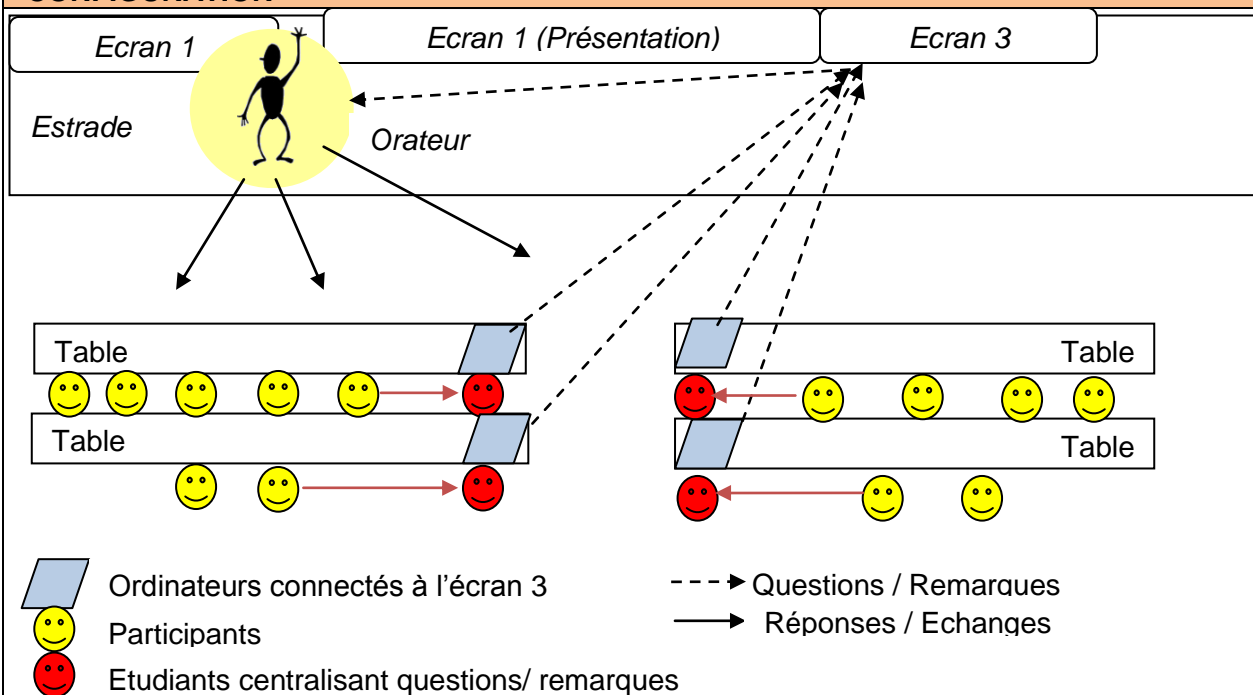 Ecran 1
Ecran 1 (Présentation)
Ecran 3
Estrade
Orateur
Table
Table
Table
Table
Ordinateurs connectés à l'écran 3
Participants
Etudiants centralisant questions/ remarques
Questions / Remarques
Réponses / Echanges